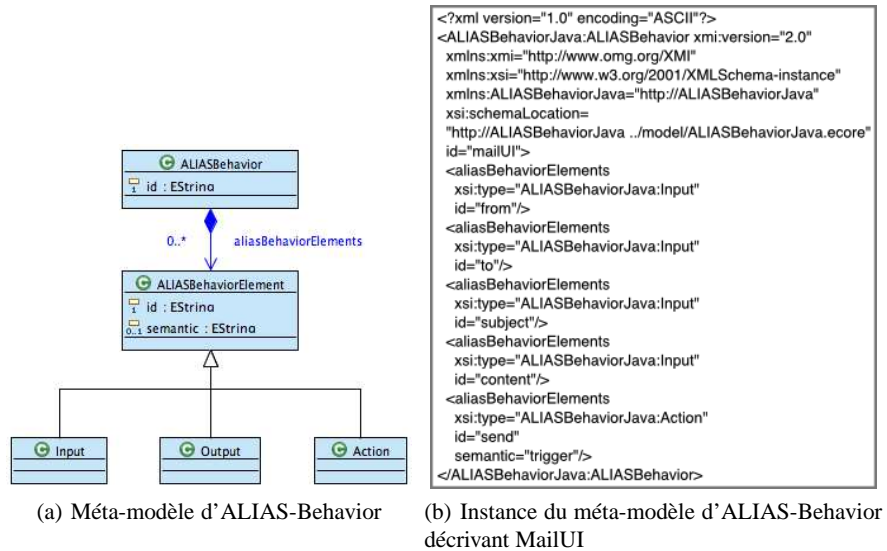 ALIASBehavior
1 id : EString
0..* aliasBehaviorElements
ALIASBehaviorElement
1 id : EString
0..1 semantic : EString
Input
Output
Action
(a) Méta-modèle d'ALIAS-Behavior
<?xml version="1.0" encoding="ASCII"?>
<ALIASBehaviorJava:ALIASBehavior xmi:version="2.0"
xmlns:xmi="http://www.omg.org/XMI"
xmlns:xsi="http://www.w3.org/2001/XMLSchema-instance"
xmlns:ALIASBehaviorJava="http://ALIASBehaviorJava"
xsi:schemaLocation=
"http://ALIASBehaviorJava ../model/ALIASBehaviorJava.ecore"
id="mailUI">
<aliasBehaviorElements
xsi:type="ALIASBehaviorJava:Input"
id="from"/>
<aliasBehaviorElements
xsi:type="ALIASBehaviorJava:Input"
id="to"/>
<aliasBehaviorElements
xsi:type="ALIASBehaviorJava:Input"
id="subject"/>
<aliasBehaviorElements
xsi:type="ALIASBehaviorJava:Input"
id="content"/>
<aliasBehaviorElements
xsi:type="ALIASBehaviorJava:Action"
id="send"
semantic="trigger"/>
</ALIASBehaviorJava:ALIASBehavior>
(b) Instance du méta-modèle d'ALIAS-Behavior
décrivant MailUI